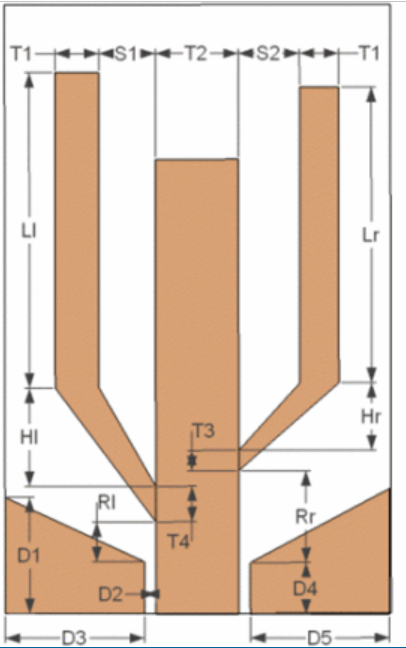 T1 S1 T2 S2 T1
Ll
Lr
Hl
T3
Hr
Rl
T4
Rr
D1
D2
D4
D3
D5